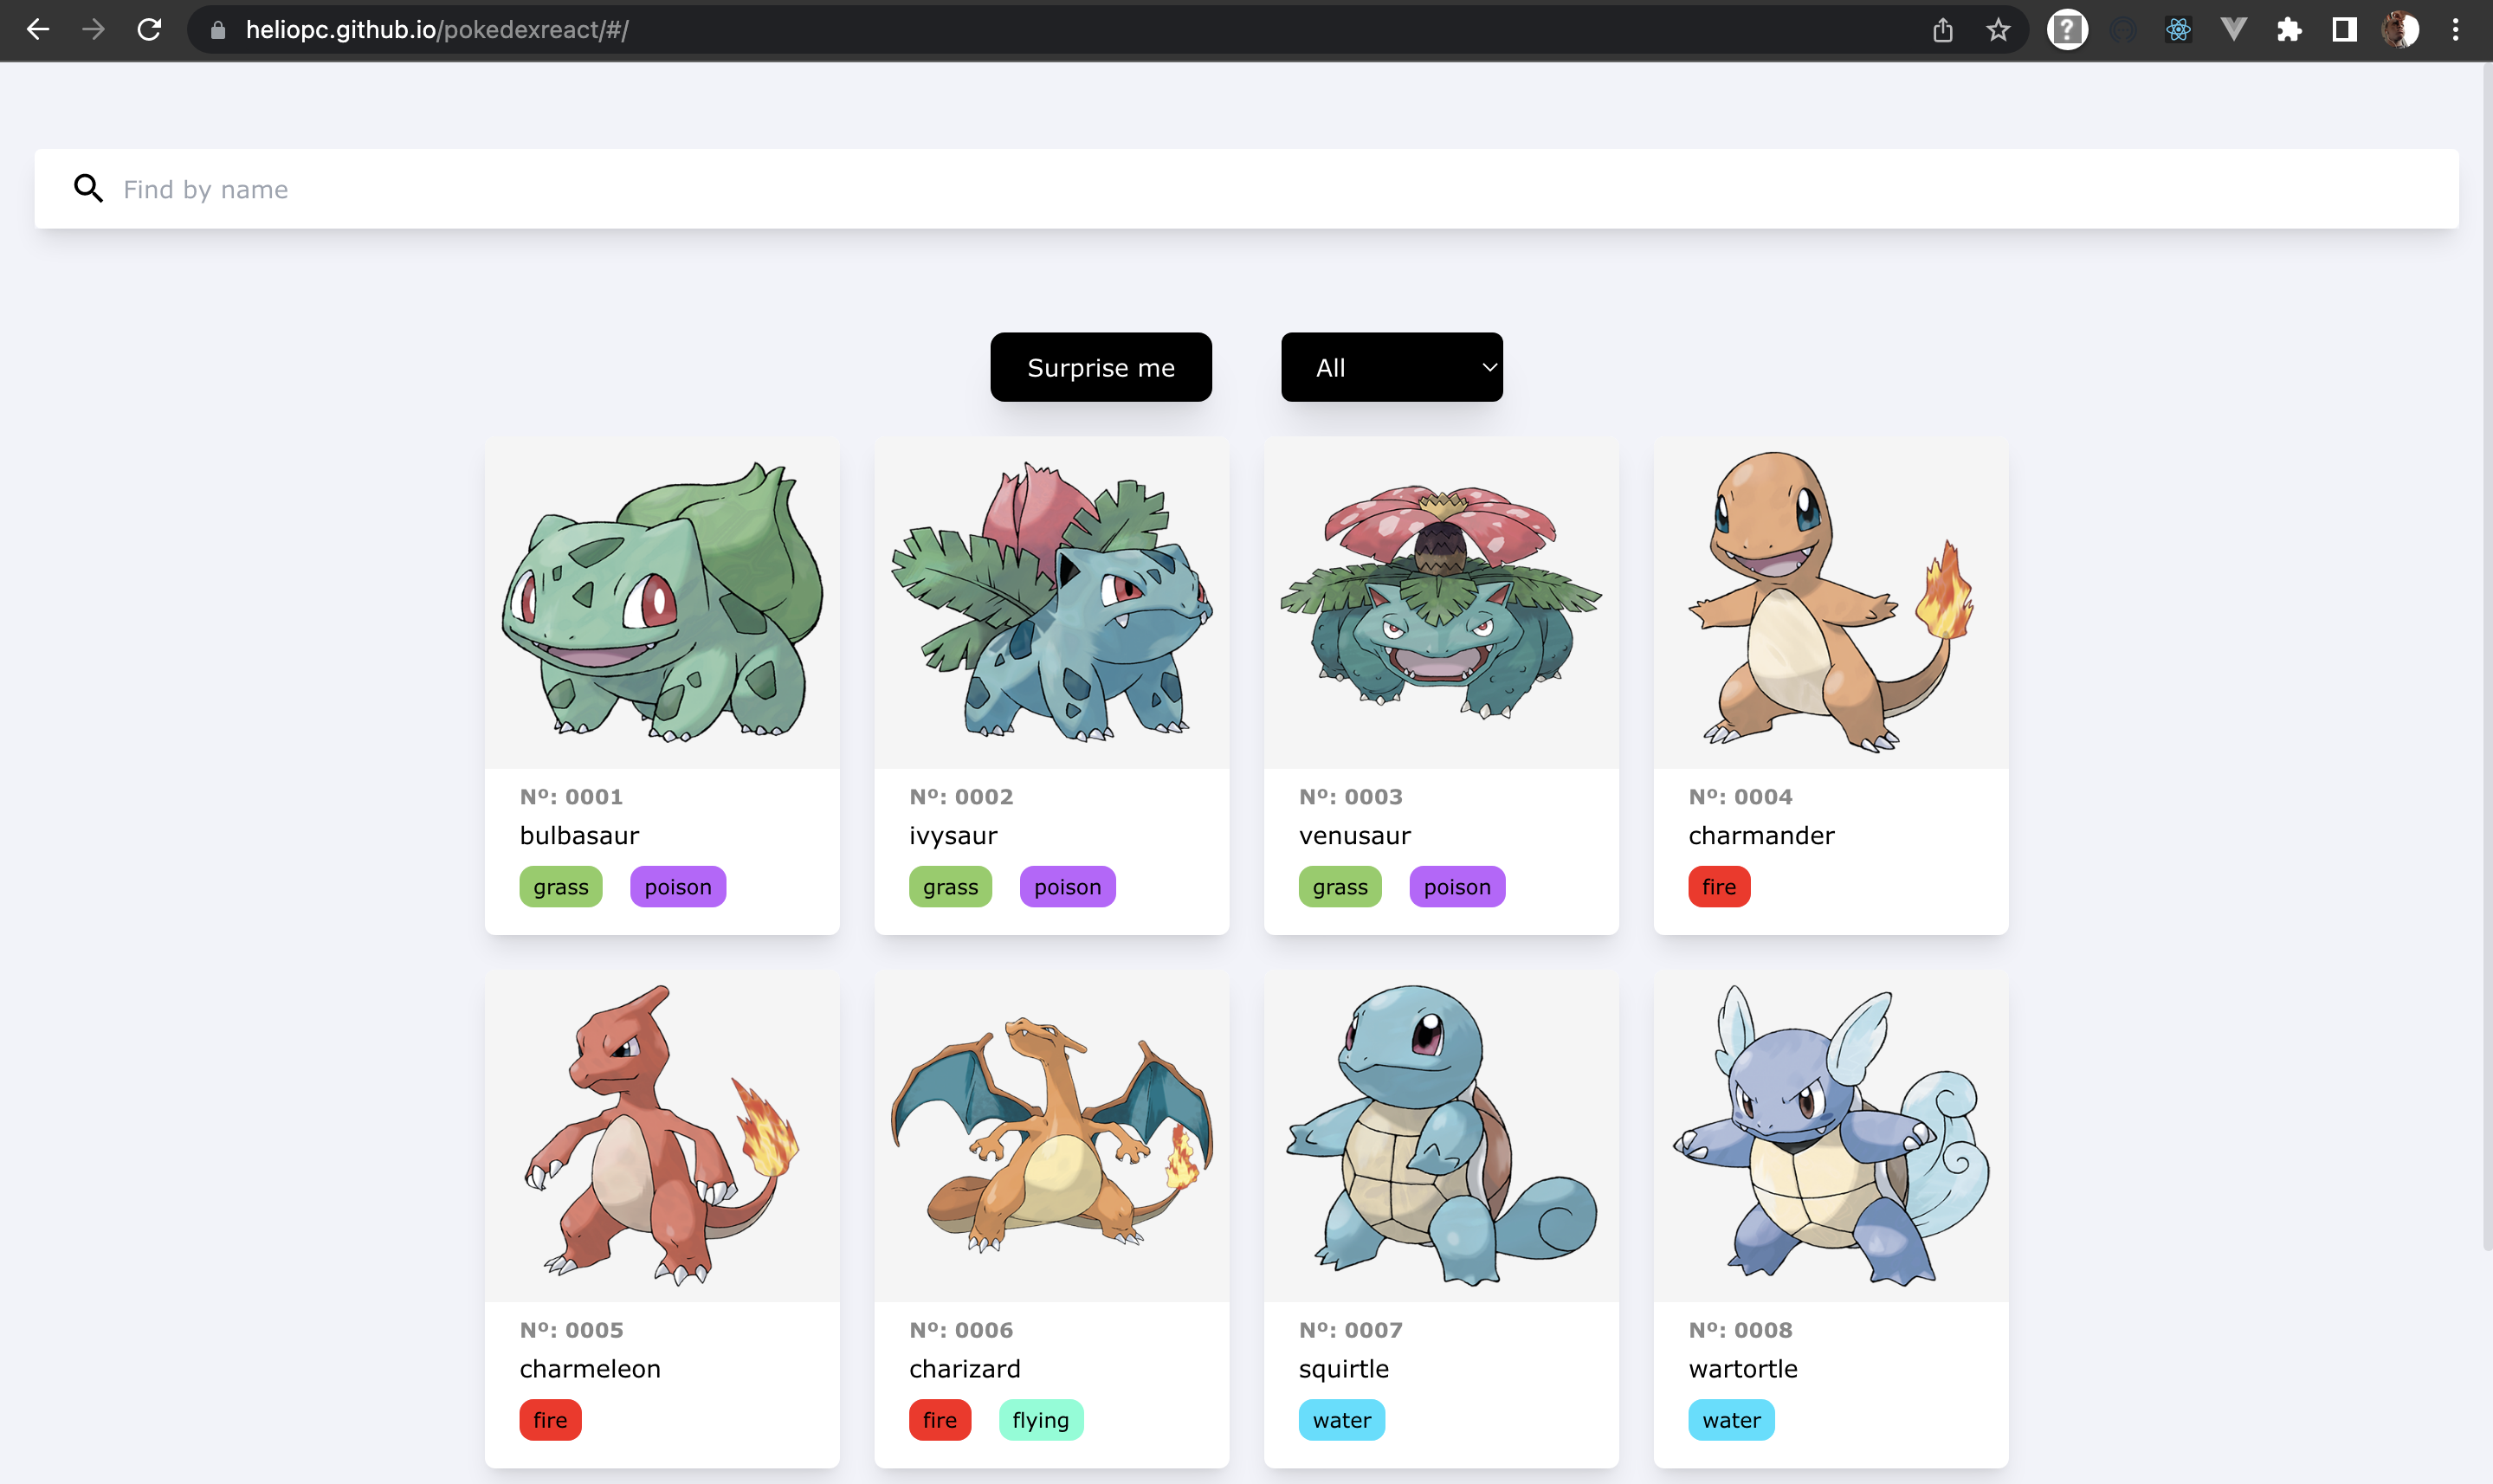 heliopc.github.io/pokedexreact/#/
Find by name
Surprise me
All
Nº: 0001
bulbasaur
grass poison
Nº: 0002
ivysaur
grass poison
Nº: 0003
venusaur
grass poison
Nº: 0004
charmander
fire
Nº: 0005
charmeleon
fire
Nº: 0006
charizard
fire flying
Nº: 0007
squirtle
water
Nº: 0008
wartortle
water